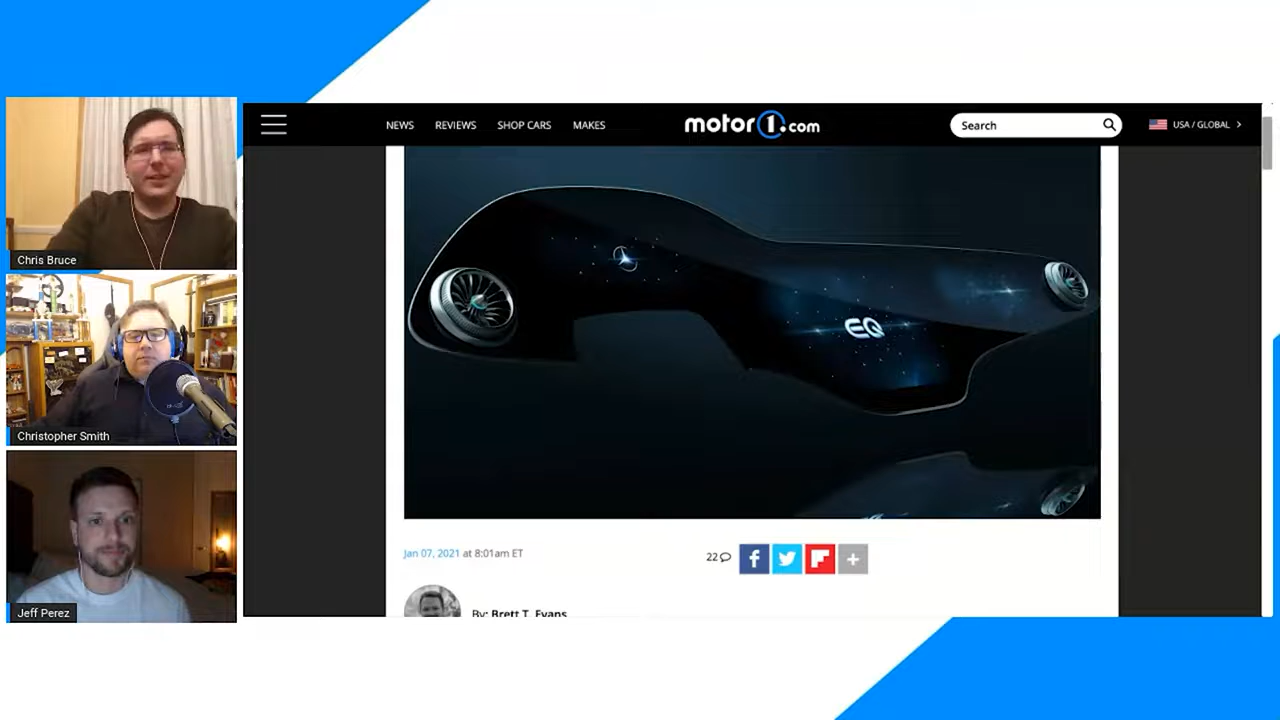 Chris Bruce
Christopher Smith
Jeff Perez
NEWS REVIEWS SHOP CARS MAKES motor1.com Search USA / GLOBAL
EQ
Jan 07, 2021 at 8:01am ET
22
f
+
By: Brett T. Evans